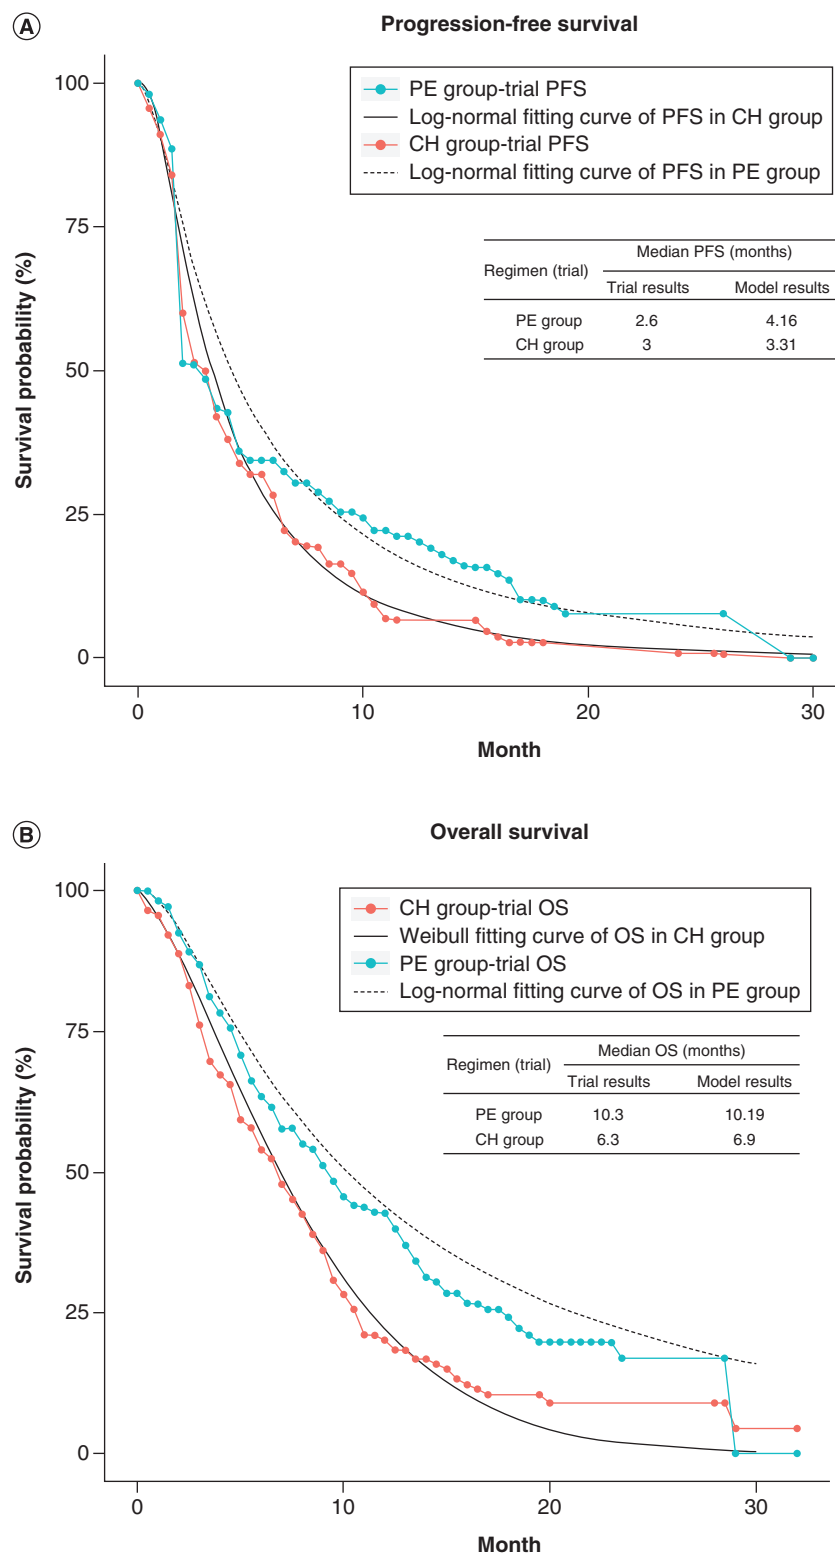 A
Progression-free survival
100
75
50
25
0
Survival probability (%)
PE group-trial PFS
Log-normal fitting curve of PFS in CH group
CH group-trial PFS
Log-normal fitting curve of PFS in PE group
Regimen (trial) Median PFS (months)
Trial results Model results
PE group 2.6 4.16
CH group 3 3.31
0 10 20 30
Month
B
Overall survival
100
75
50
25
0
Survival probability (%)
CH group-trial OS
Weibull fitting curve of OS in CH group
PE group-trial OS
Log-normal fitting curve of OS in PE group
Regimen (trial) Median OS (months)
Trial results Model results
PE group 10.3 10.19
CH group 6.3 6.9
0 10 20 30
Month